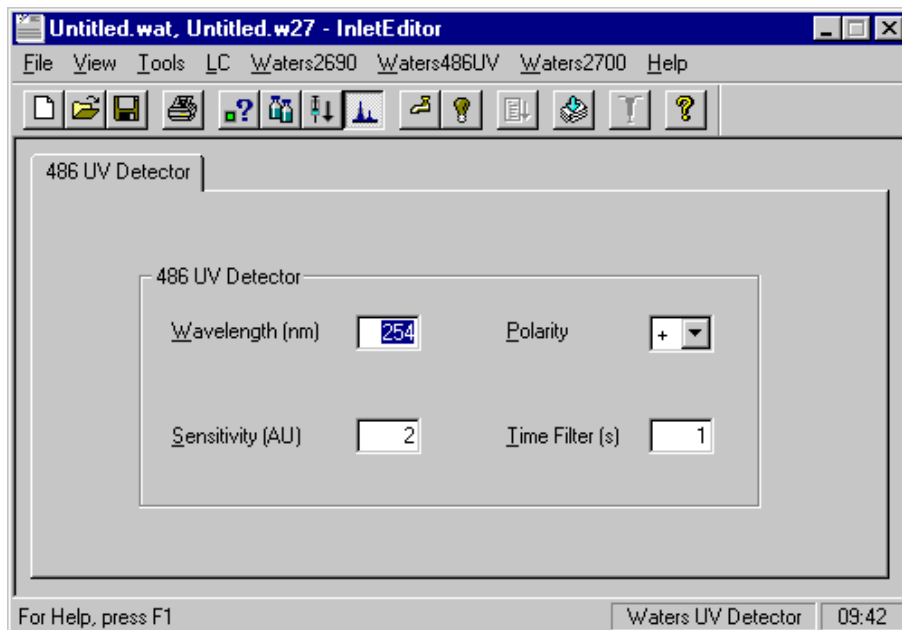 Untitled.wat, Untitled.w27 - InletEditor
File View Tools LC Waters2690 Waters486UV Waters2700 Help
486 UV Detector
486 UV Detector
Wavelength (nm) 254 Polarity +
Sensitivity (AU) 2 Time Filter (s) 1
For Help, press F1 Waters UV Detector 09:42